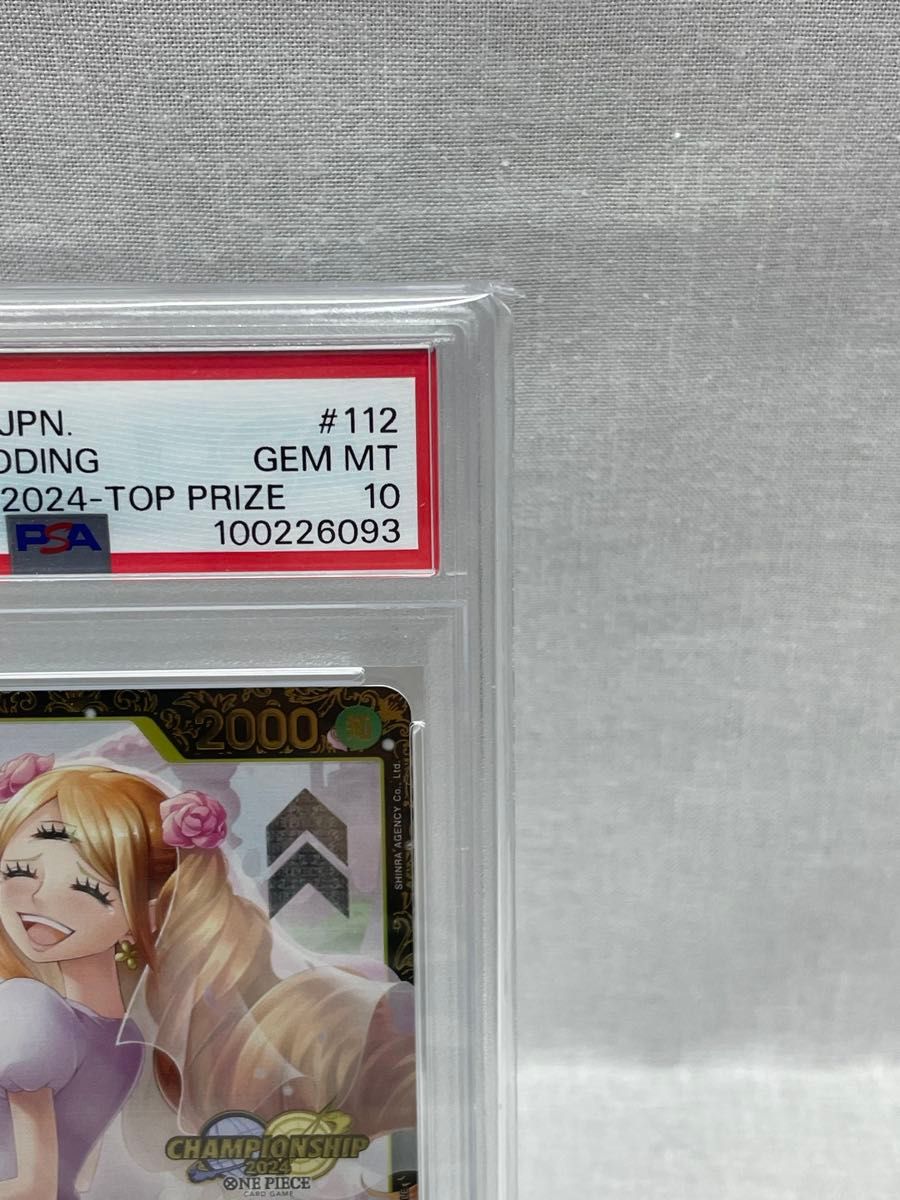 JPN. #112
DDING GEM MT
2024-TOP PRIZE 10
PSA 100226093
2000
SHINRA AGENCY Co., Ltd.
CHAMPIONSHIP
2024
ONE PIECE
CARD GAME